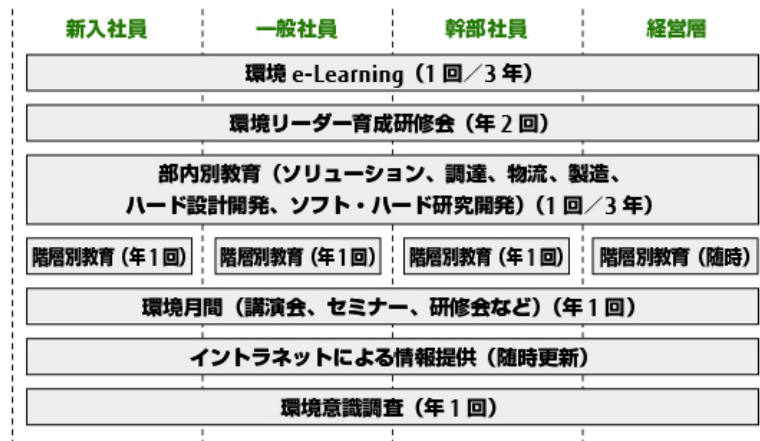 新入社員 一般社員 幹部社員 経営層
環境 e-Learning（1 回／3 年）
環境リーダー育成研修会（年 2 回）
部内別教育（ソリューション、調達、物流、製造、
ハード設計開発、ソフト・ハード研究開発）（1 回／3 年）
階層別教育（年1回） 階層別教育（年1回） 階層別教育（年1回） 階層別教育（随時）
環境月間（講演会、セミナー、研修会など）（年 1 回）
イントラネットによる情報提供（随時更新）
環境意識調査（年 1 回）